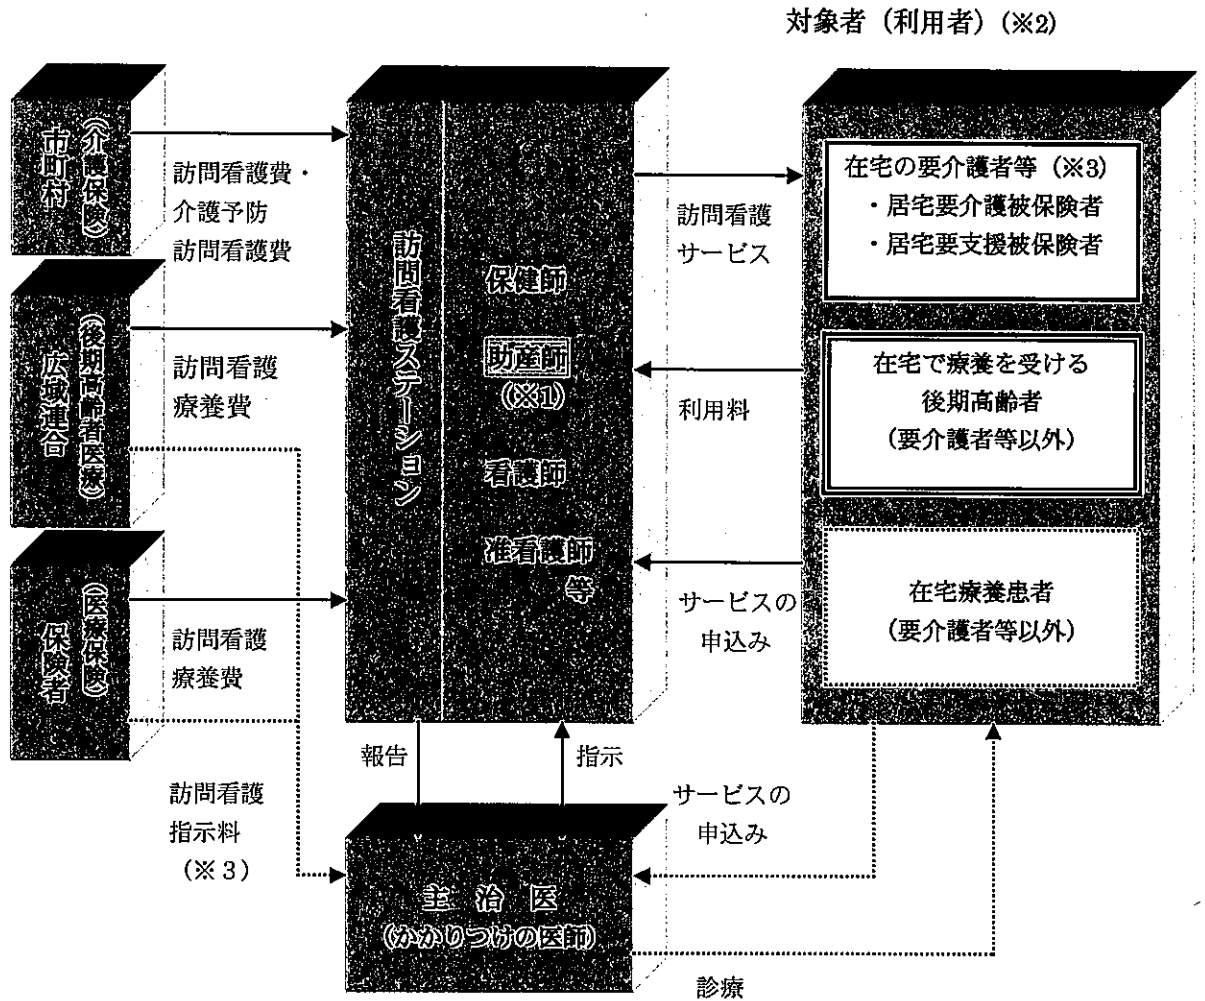 対象者（利用者）(※2)
市町村
(介護保険)
訪問看護費・
介護予防
訪問看護費
広域連合
(後期高齢者医療)
訪問看護
療養費
保険者
(医療保険)
訪問看護
療養費
訪問看護
指示料
(※３)
訪問看護ステーション
保健師
助産師
(※1)
看護師
准看護師
等
訪問看護
サービス
利用料
サービスの
申込み
在宅の要介護者等 (※3)
・居宅要介護被保険者
・居宅要支援被保険者
在宅で療養を受ける
後期高齢者
(要介護者等以外)
在宅療養患者
(要介護者等以外)
報告
指示
サービスの
申込み
主 治 医
(かかりつけの医師)
診療